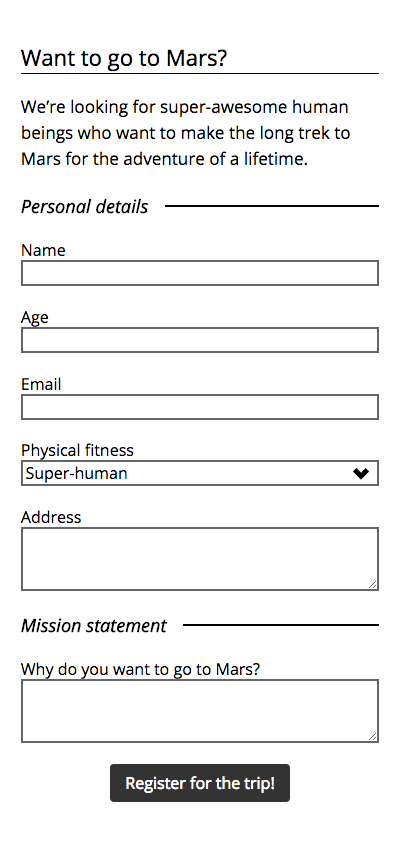 Want to go to Mars?
We’re looking for super-awesome human
beings who want to make the long trek to
Mars for the adventure of a lifetime.
Personal details
Name
Age
Email
Physical fitness
Super-human
Address
Mission statement
Why do you want to go to Mars?
Register for the trip!